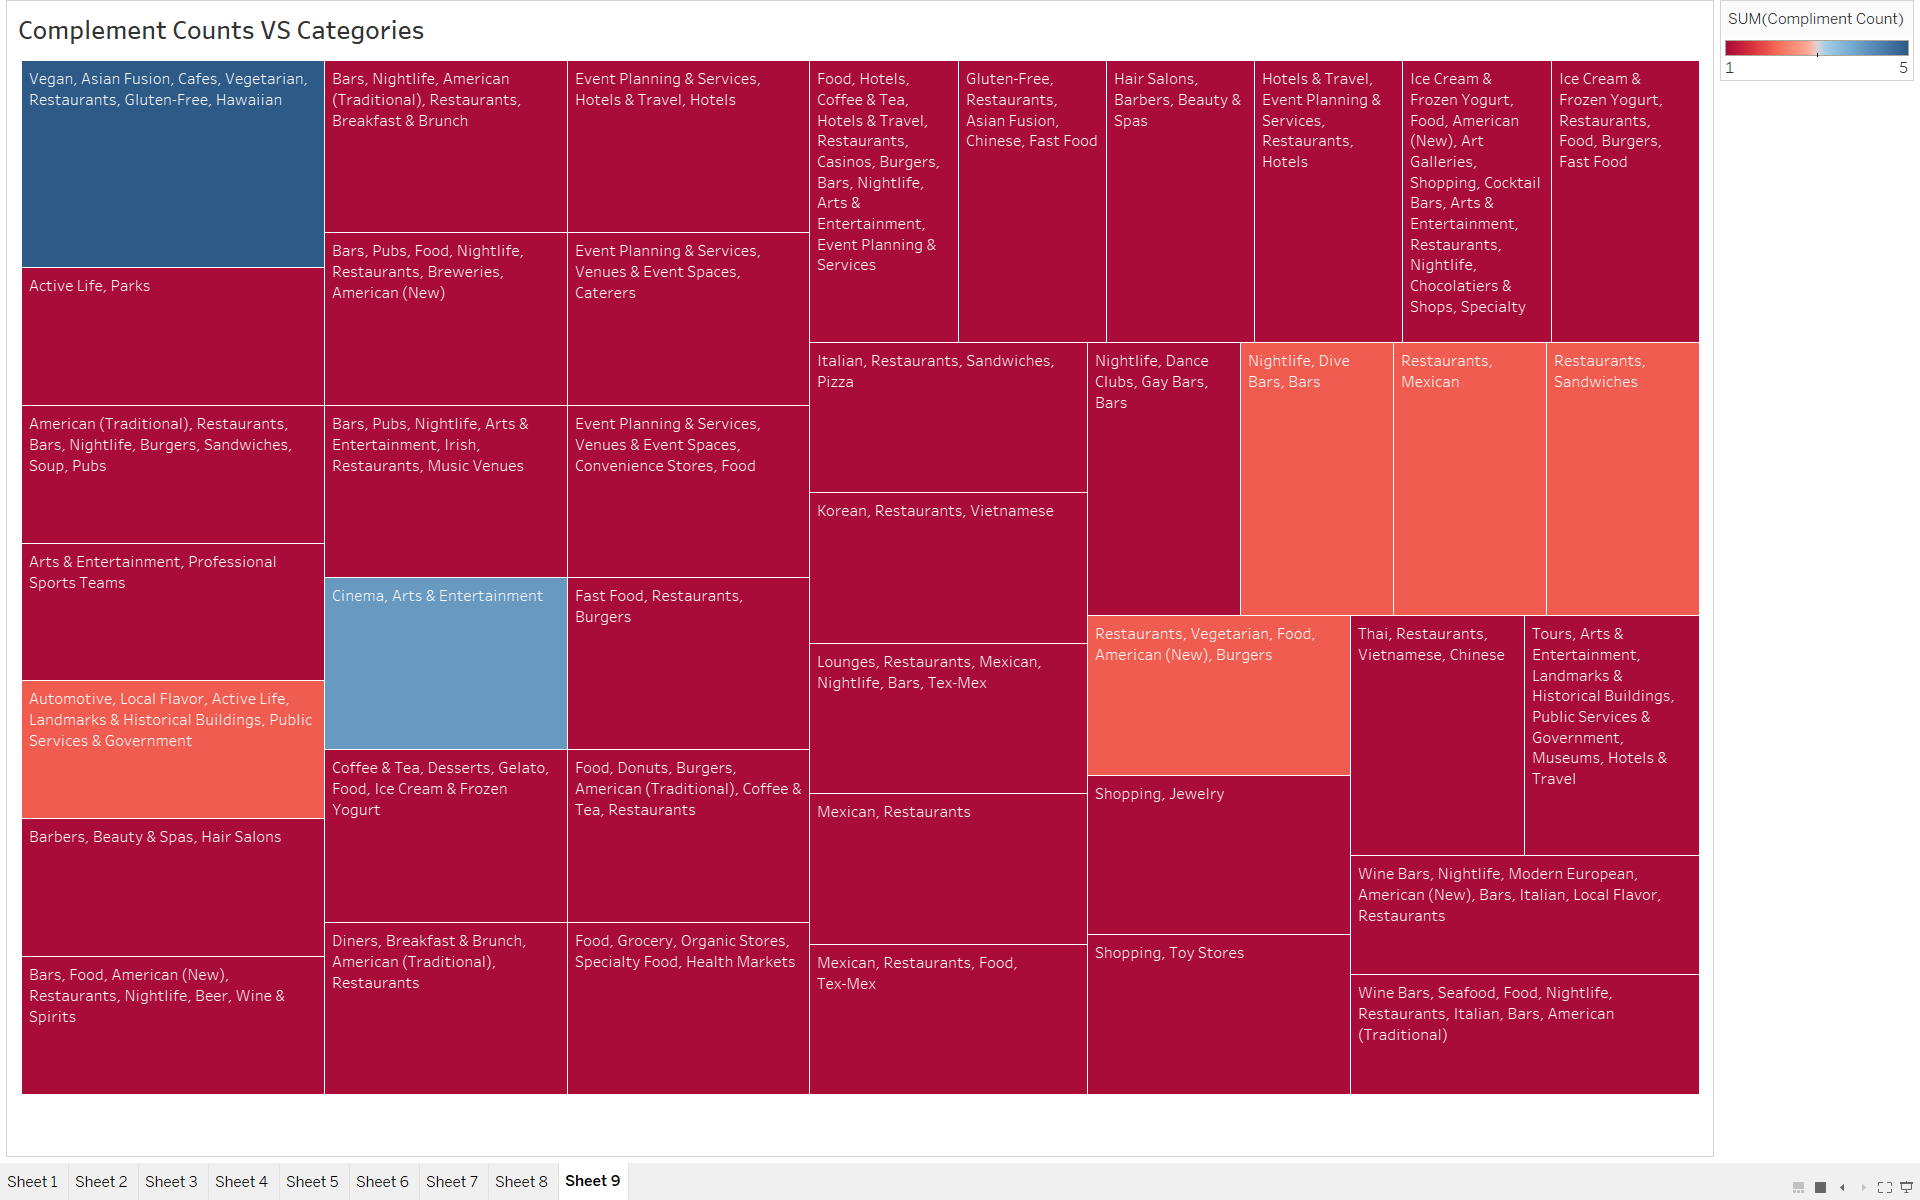 Complement Counts VS Categories
SUM(Compliment Count)
1
5
Vegan, Asian Fusion, Cafes, Vegetarian,
Restaurants, Gluten-Free, Hawaiian
Active Life, Parks
American (Traditional), Restaurants,
Bars, Nightlife, Burgers, Sandwiches,
Soup, Pubs
Arts & Entertainment, Professional
Sports Teams
Automotive, Local Flavor, Active Life,
Landmarks & Historical Buildings, Public
Services & Government
Barbers, Beauty & Spas, Hair Salons
Bars, Food, American (New),
Restaurants, Nightlife, Beer, Wine &
Spirits
Bars, Nightlife, American
(Traditional), Restaurants,
Breakfast & Brunch
Bars, Pubs, Food, Nightlife,
Restaurants, Breweries,
American (New)
Bars, Pubs, Nightlife, Arts &
Entertainment, Irish,
Restaurants, Music Venues
Cinema, Arts & Entertainment
Coffee & Tea, Desserts, Gelato,
Food, Ice Cream & Frozen
Yogurt
Diners, Breakfast & Brunch,
American (Traditional),
Restaurants
Event Planning & Services,
Hotels & Travel, Hotels
Event Planning & Services,
Venues & Event Spaces,
Caterers
Event Planning & Services,
Venues & Event Spaces,
Convenience Stores, Food
Fast Food, Restaurants,
Burgers
Food, Donuts, Burgers,
American (Traditional), Coffee &
Tea, Restaurants
Food, Grocery, Organic Stores,
Specialty Food, Health Markets
Food, Hotels,
Coffee & Tea,
Hotels & Travel,
Restaurants,
Casinos, Burgers,
Bars, Nightlife,
Arts &
Entertainment,
Event Planning &
Services
Gluten-Free,
Restaurants,
Asian Fusion,
Chinese, Fast Food
Hair Salons,
Barbers, Beauty &
Spas
Hotels & Travel,
Event Planning &
Services,
Restaurants,
Hotels
Ice Cream &
Frozen Yogurt,
Food, American
(New), Art
Galleries,
Shopping, Cocktail
Bars, Arts &
Entertainment,
Restaurants,
Nightlife,
Chocolatiers &
Shops, Specialty
Ice Cream &
Frozen Yogurt,
Restaurants,
Food, Burgers,
Fast Food
Italian, Restaurants, Sandwiches,
Pizza
Korean, Restaurants, Vietnamese
Lounges, Restaurants, Mexican,
Nightlife, Bars, Tex-Mex
Mexican, Restaurants
Mexican, Restaurants, Food,
Tex-Mex
Nightlife, Dance
Clubs, Gay Bars,
Bars
Nightlife, Dive
Bars, Bars
Restaurants,
Mexican
Restaurants,
Sandwiches
Restaurants, Vegetarian, Food,
American (New), Burgers
Shopping, Jewelry
Shopping, Toy Stores
Thai, Restaurants,
Vietnamese, Chinese
Tours, Arts &
Entertainment,
Landmarks &
Historical Buildings,
Public Services &
Government,
Museums, Hotels &
Travel
Wine Bars, Nightlife, Modern European,
American (New), Bars, Italian, Local Flavor,
Restaurants
Wine Bars, Seafood, Food, Nightlife,
Restaurants, Italian, Bars, American
(Traditional)
Sheet 1
Sheet 2
Sheet 3
Sheet 4
Sheet 5
Sheet 6
Sheet 7
Sheet 8
Sheet 9